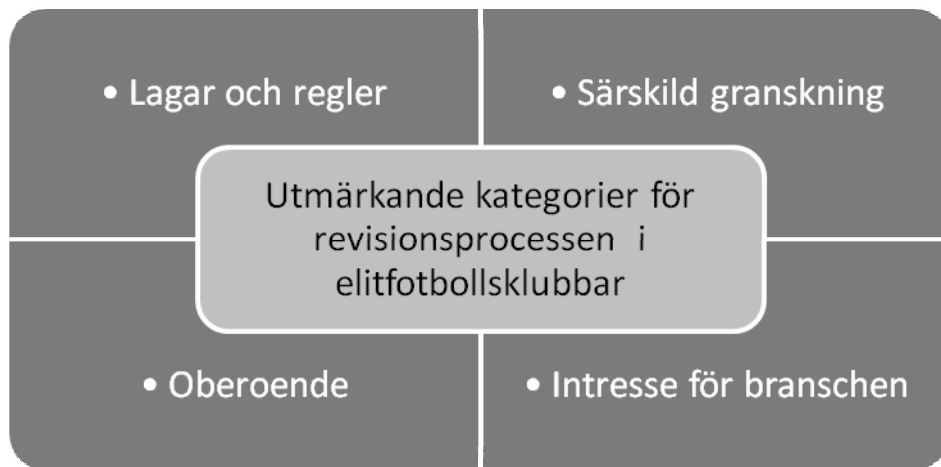 • Lagar och regler
• Särskild granskning
Utmärkande kategorier för
revisionsprocessen i
elitfotbollsklubbar
• Oberoende
• Intresse för branschen